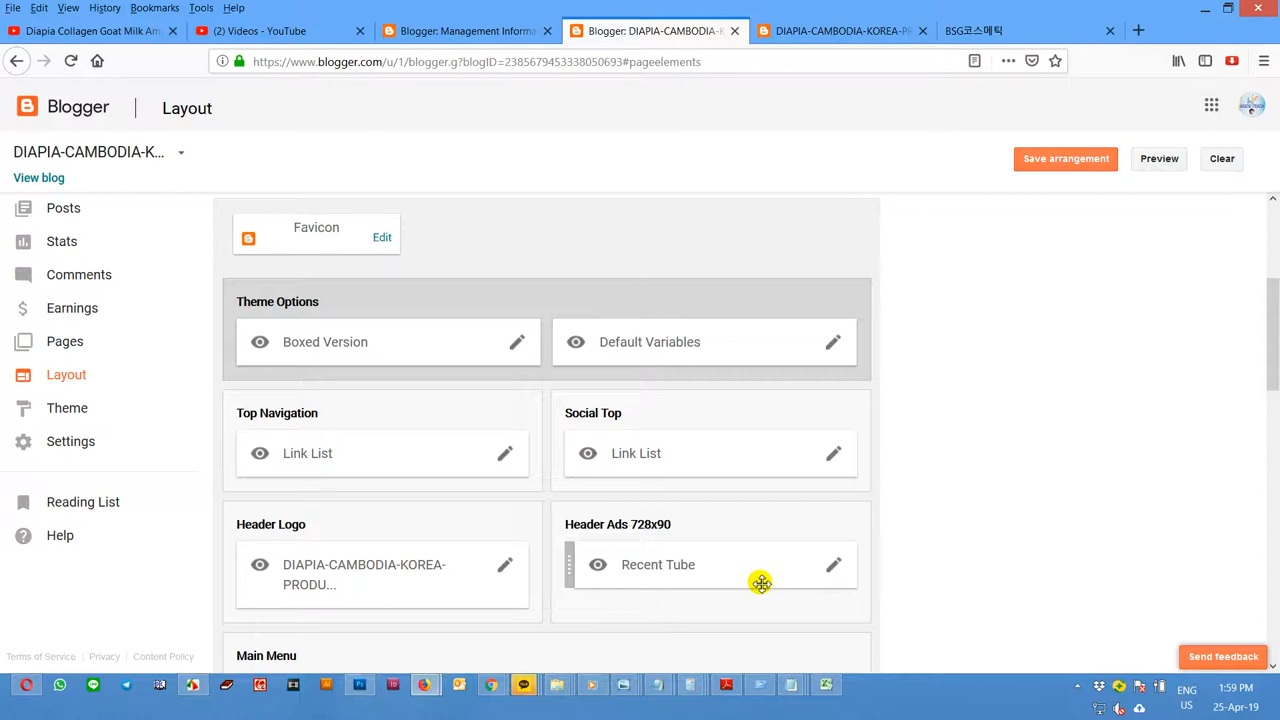 File Edit View History Bookmarks Tools Help
Diapia Collagen Goat Milk Am
(2) Videos - YouTube
Blogger: Management Informa
Blogger: DIAPIA-CAMBODIA-K
DIAPIA-CAMBODIA-KOREA-PR
BSG코스메틱
https://www.blogger.com/u/1/blogger.g?blogID=2385679453338050693#pageelements
Blogger
Layout
DIAPIA-CAMBODIA-K...
Save arrangement
Preview
Clear
View blog
Posts
Stats
Comments
Earnings
Pages
Layout
Theme
Settings
Reading List
Help
Terms of Service | Privacy | Content Policy
Favicon
Edit
Theme Options
Boxed Version
Default Variables
Top Navigation
Link List
Social Top
Link List
Header Logo
DIAPIA-CAMBODIA-KOREA-
PRODU...
Header Ads 728x90
Recent Tube
Main Menu
Send feedback
ENG
US
1:59 PM
25-Apr-19